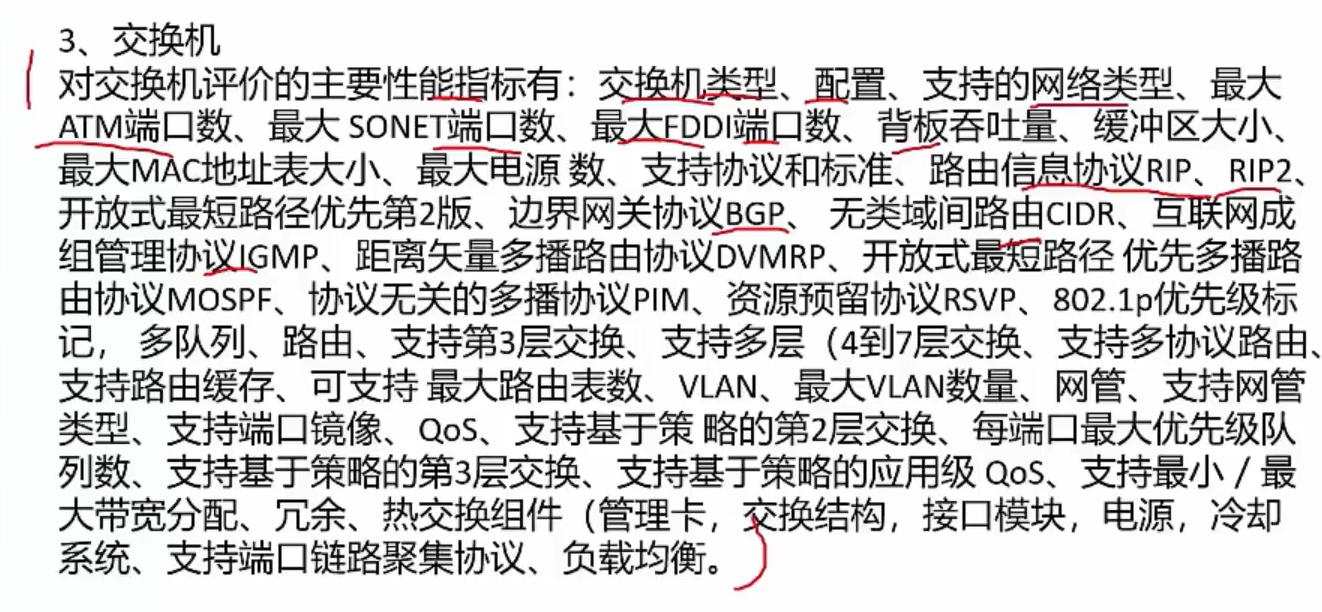 3、交换机
对交换机评价的主要性能指标有：交换机类型、配置、支持的网络类型、最大
ATM端口数、最大 SONET端口数、最大FDDI端口数、背板吞吐量、缓冲区大小、
最大MAC地址表大小、最大电源 数、支持协议和标准、路由信息协议RIP、RIP2、
开放式最短路径优先第2版、边界网关协议BGP、 无类域间路由CIDR、互联网成
组管理协议IGMP、距离矢量多播路由协议DVMRP、开放式最短路径 优先多播路
由协议MOSPF、协议无关的多播协议PIM、资源预留协议RSVP、802.1p优先级标
记， 多队列、路由、支持第3层交换、支持多层（4到7层交换、支持多协议路由、
支持路由缓存、可支持 最大路由表数、VLAN、最大VLAN数量、网管、支持网管
类型、支持端口镜像、QoS、支持基于策 略的第2层交换、每端口最大优先级队
列数、支持基于策略的第3层交换、支持基于策略的应用级 QoS、支持最小／最
大带宽分配、冗余、热交换组件（管理卡，交换结构，接口模块，电源，冷却
系统、支持端口链路聚集协议、负载均衡。